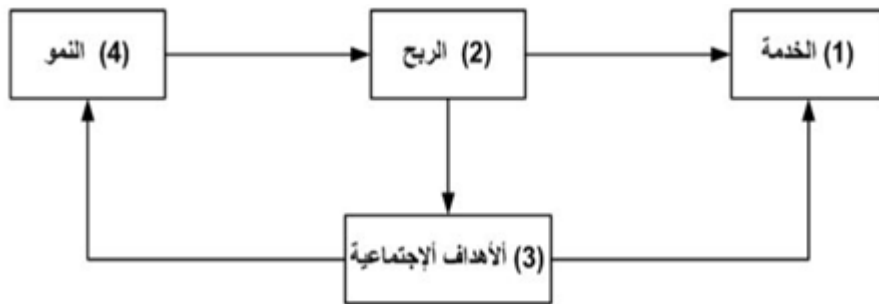 (1) الخدمة
(2) الربح
(4) النمو
(3) ألأهداف ألإجتماعية